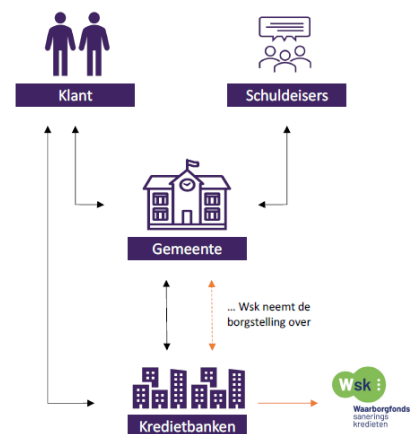 Klant
Schuldeisers
Gemeente
... Wsk neemt de
borgstelling over
Wsk
Waarborgfonds
sanerings
kredieten
Kredietbanken